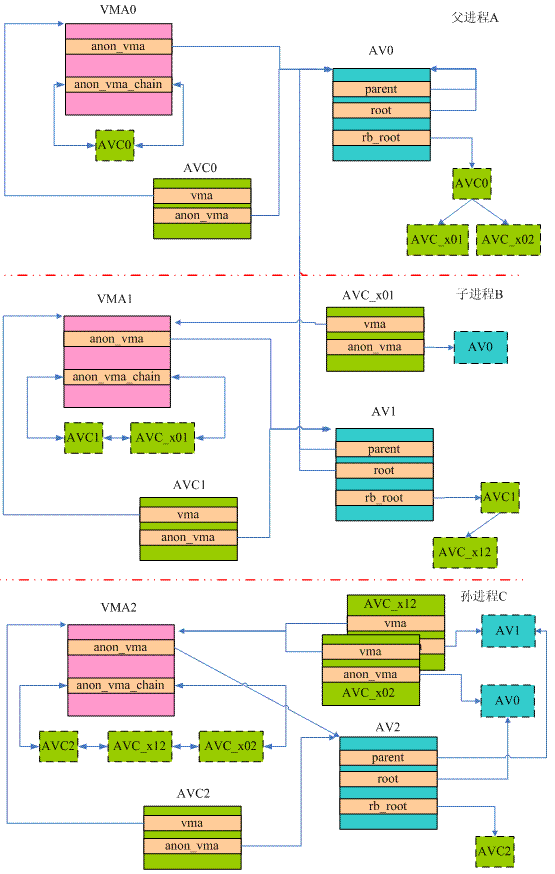 VMA0
父进程A
anon_vma
AV0
anon_vma_chain
parent
root
AVC0
rb_root
AVC0
AVC0
vma
anon_vma
AVC_x01
AVC_x02
VMA1
AVC_x01
子进程B
vma
anon_vma
anon_vma
AV0
anon_vma_chain
AV1
AVC1
AVC_x01
parent
root
AVC1
rb_root
AVC1
vma
anon_vma
AVC_x12
VMA2
AVC_x12
孙进程C
vma
AV1
anon_vma
vma
anon_vma
anon_vma_chain
AVC_x02
AV0
AVC2
AVC_x12
AVC_x02
AV2
parent
root
AVC2
rb_root
vma
anon_vma
AVC2